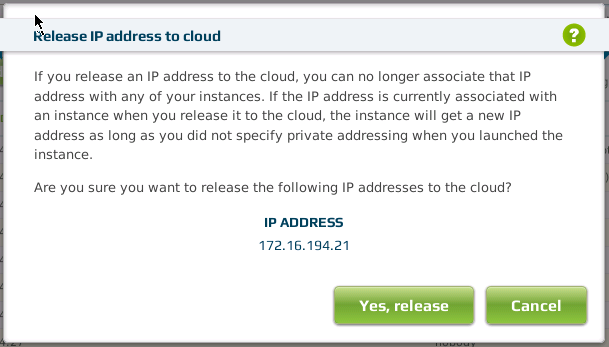 Release IP address to cloud
?
If you release an IP address to the cloud, you can no longer associate that IP
address with any of your instances. If the IP address is currently associated with
an instance when you release it to the cloud, the instance will get a new IP
address as long as you did not specify private addressing when you launched the
instance.
Are you sure you want to release the following IP addresses to the cloud?
IP ADDRESS
172.16.194.21
Yes, release
Cancel